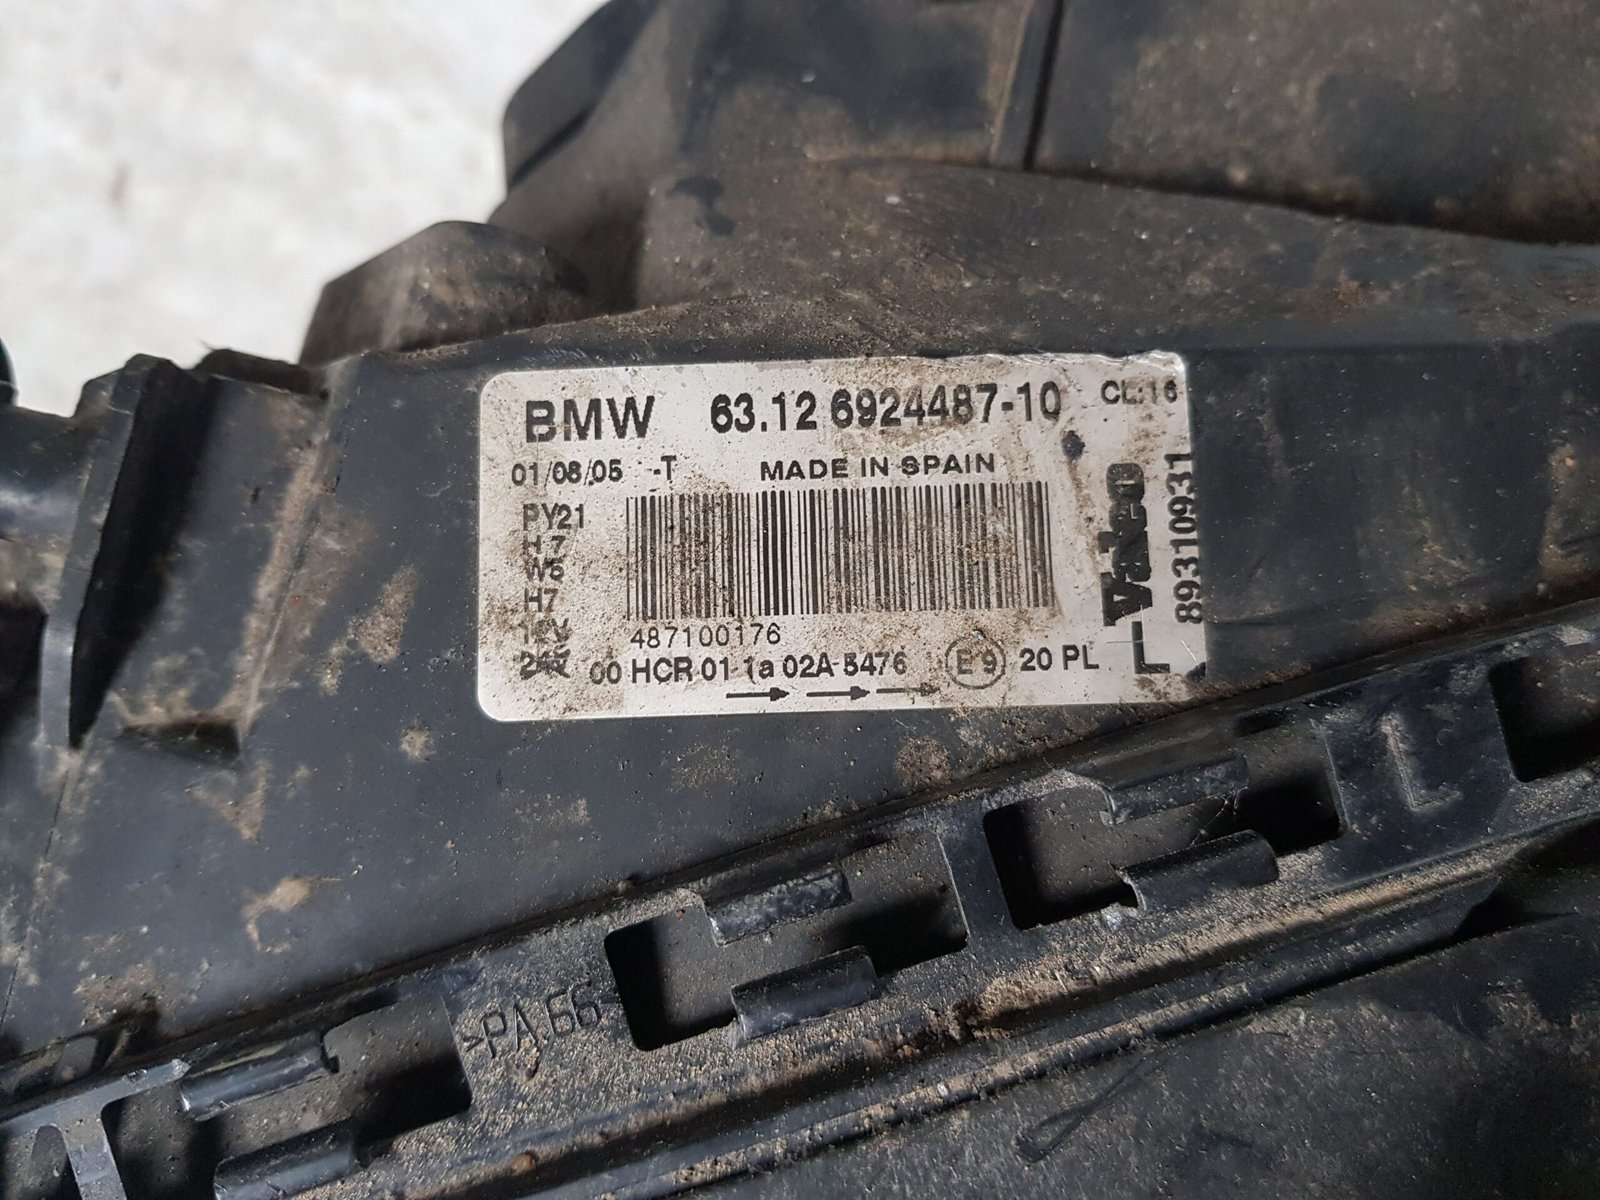 BMW 63.12 6924487-10 CL:16
01/08/05 -T MADE IN SPAIN
PY21
H7
W5
H7
487100176
00 HCR 01 1a 02A 5476 E9 20 PL
L Valeo
89310931
L
>PA 66